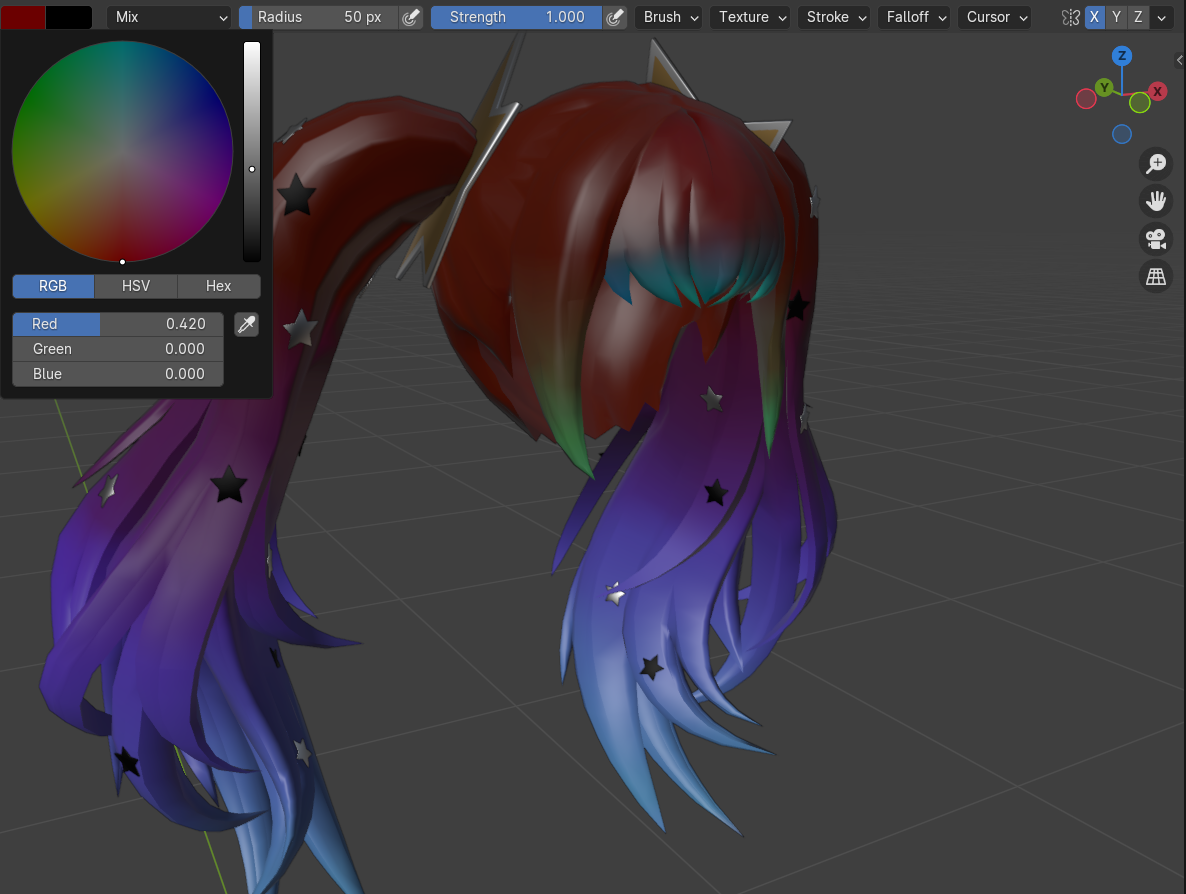 Mix Radius 50 px Strength 1.000 Brush Texture Stroke Falloff Cursor X Y Z
Z
Y X
RGB HSV Hex
Red 0.420
Green 0.000
Blue 0.000